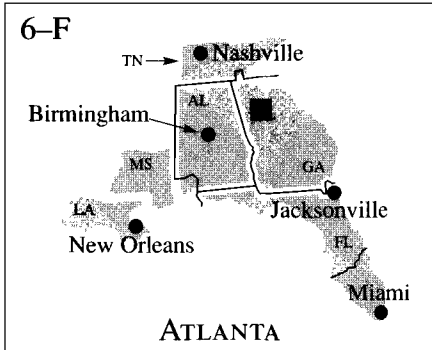 6–F
TN
Nashville
AL
Birmingham
MS
GA
LA
Jacksonville
New Orleans
FL
Miami
ATLANTA